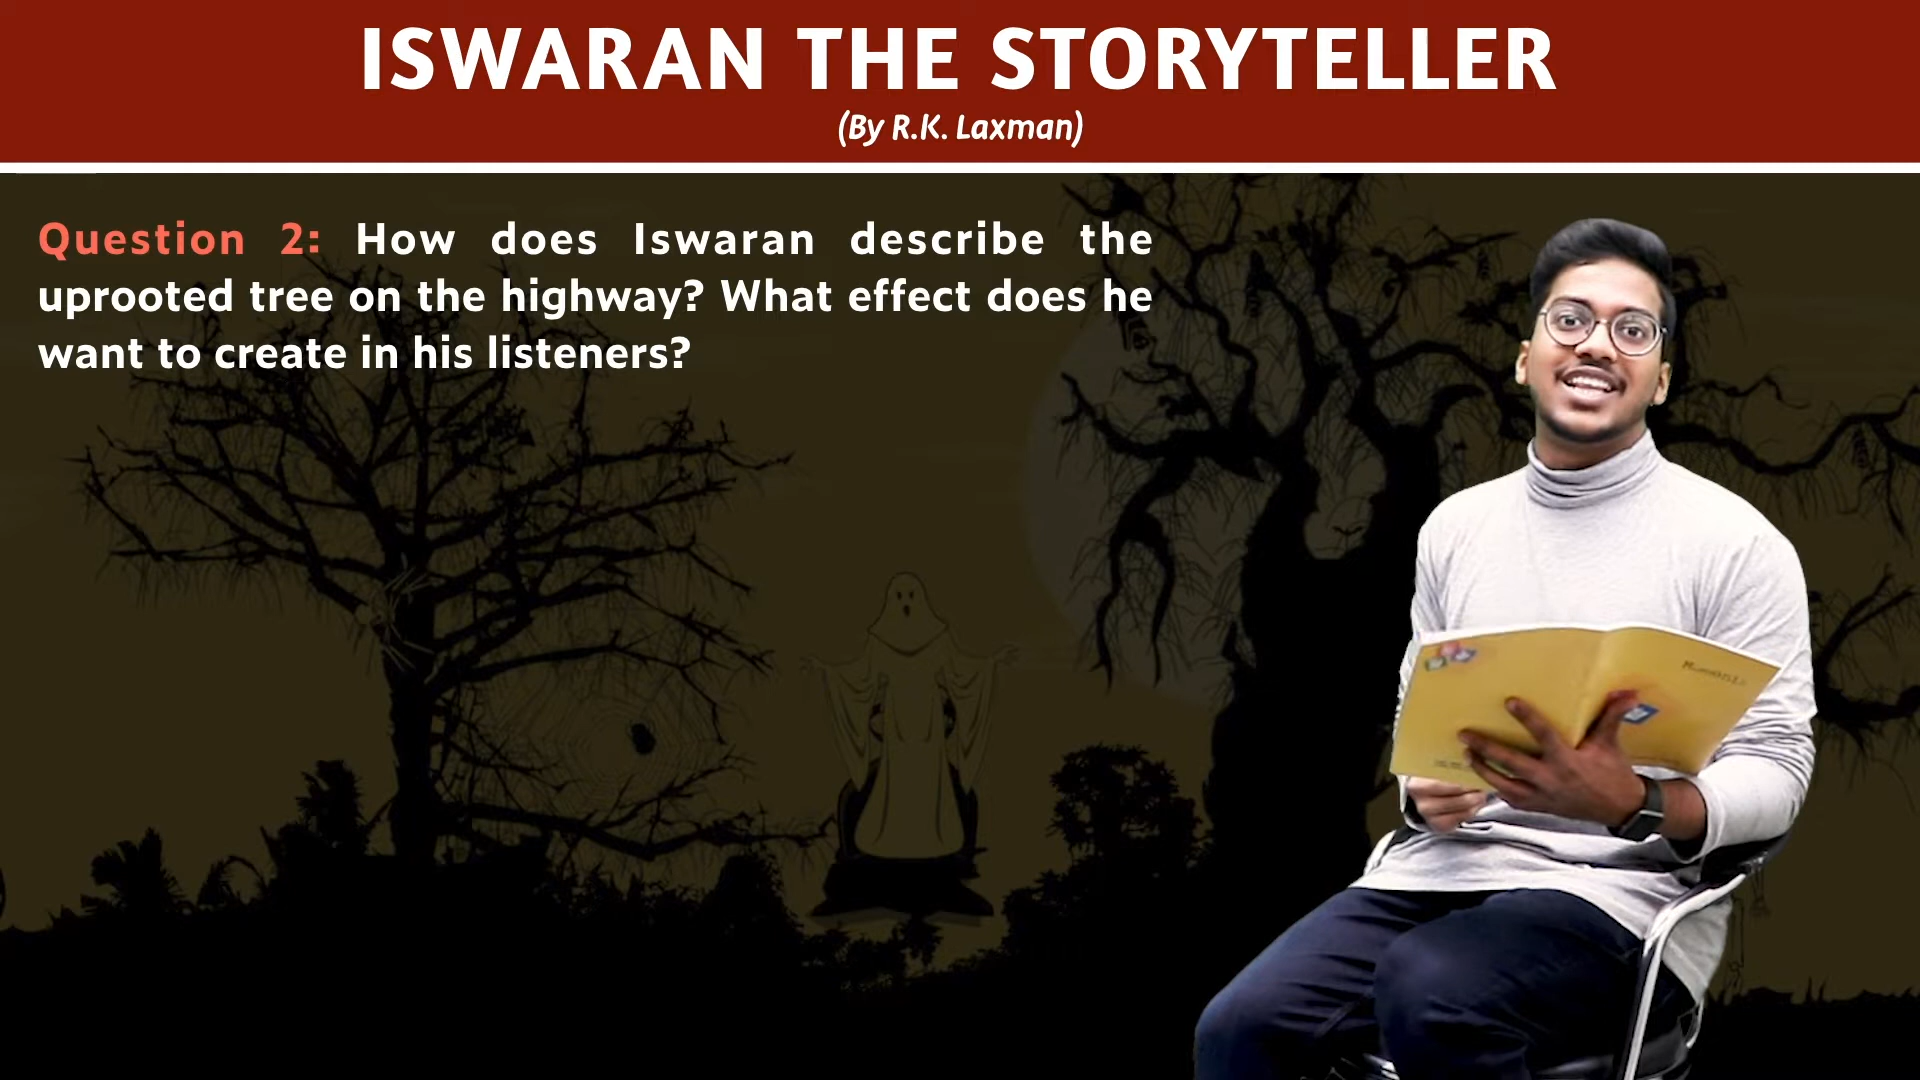 ISWARAN THE STORYTELLER
(By R.K. Laxman)
Question 2: How does Iswaran describe the
uprooted tree on the highway? What effect does he
want to create in his listeners?